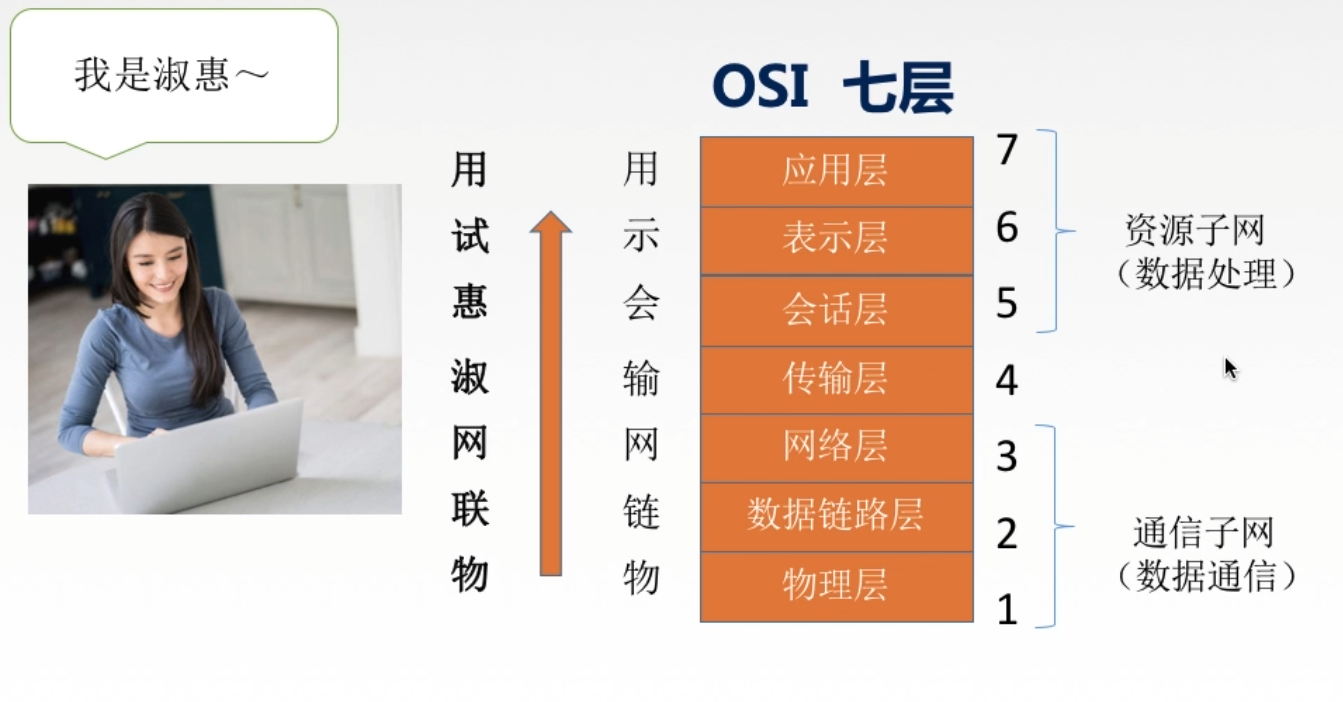 我是淑惠～
OSI 七层
用 用 应用层 7
试 示 表示层 6
惠 会 会话层 5
淑 输 传输层 4
网 网 网络层 3
联 链 数据链路层 2
物 物 物理层 1
资源子网
（数据处理）
通信子网
（数据通信）